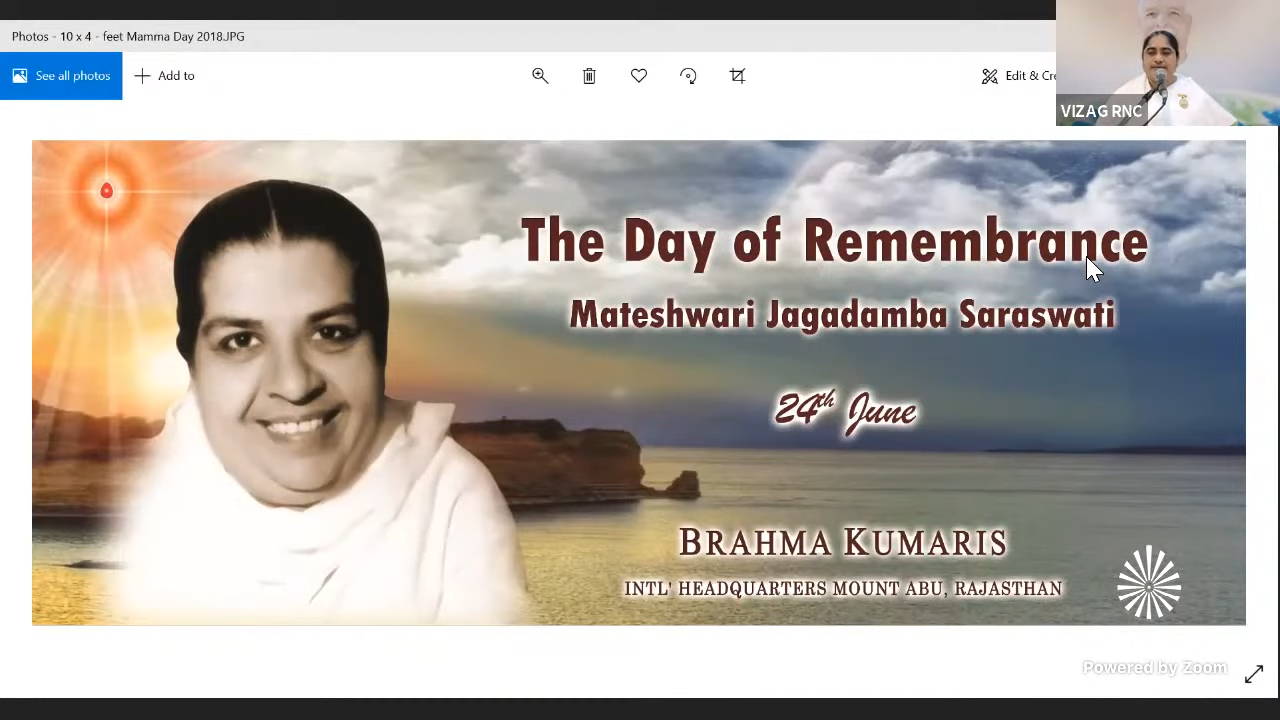 Photos - 10 x 4 - feet Mamma Day 2018.JPG
See all photos
Add to
Edit & Cre
VIZAG RNC
The Day of Remembrance
Mateshwari Jagadamba Saraswati
24th June
BRAHMA KUMARIS
INTL' HEADQUARTERS MOUNT ABU, RAJASTHAN
Powered by Zoom